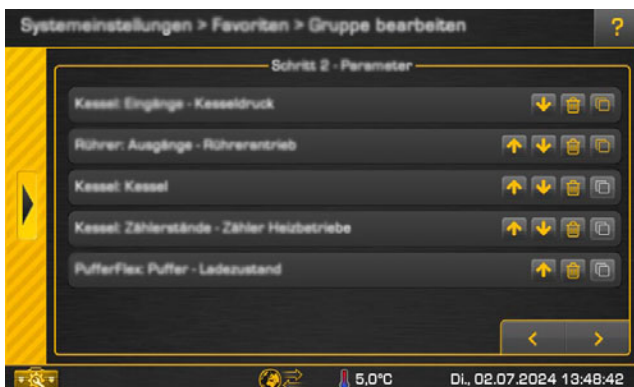 Systemeinstellungen > Favoriten > Gruppe bearbeiten
?
Schritt 2 - Parameter
Kessel: Eingänge - Kesseldruck
Rührer: Ausgänge - Rührerantrieb
Kessel: Kessel
Kessel: Zählerstände - Zähler Heizbetriebe
PufferFlex: Puffer - Ladezustand
5,0°C
Di., 02.07.2024 13:48:42